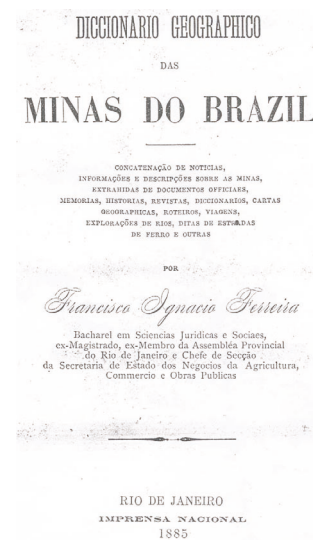 DICCIONARIO GEOGRAPHICO
DAS
MINAS DO BRAZIL
CONCATENAÇÃO DE NOTICIAS,
INFORMAÇÕES E DESCRIPÇÕES SOBRE AS MINAS,
EXTRAHIDAS DE DOCUMENTOS OFFICIAES,
MEMORIAS, HISTORIAS, REVISTAS, DICCIONARIOS, CARTAS
GEOGRAPHICAS, ROTEIROS, VIAGENS,
EXPLORAÇÕES DE RIOS, DITAS DE ESTRADAS
DE FERRO E OUTRAS
POR
Francisco Ignacio Ferreira
Bacharel em Sciencias Juridicas e Sociaes,
ex-Magistrado, ex-Membro da Assembléa Provincial
do Rio de Janeiro e Chefe de Secção
da Secretaria de Estado dos Negocios da Agricultura,
Commercio e Obras Publicas
RIO DE JANEIRO
IMPRENSA NACIONAL
1885